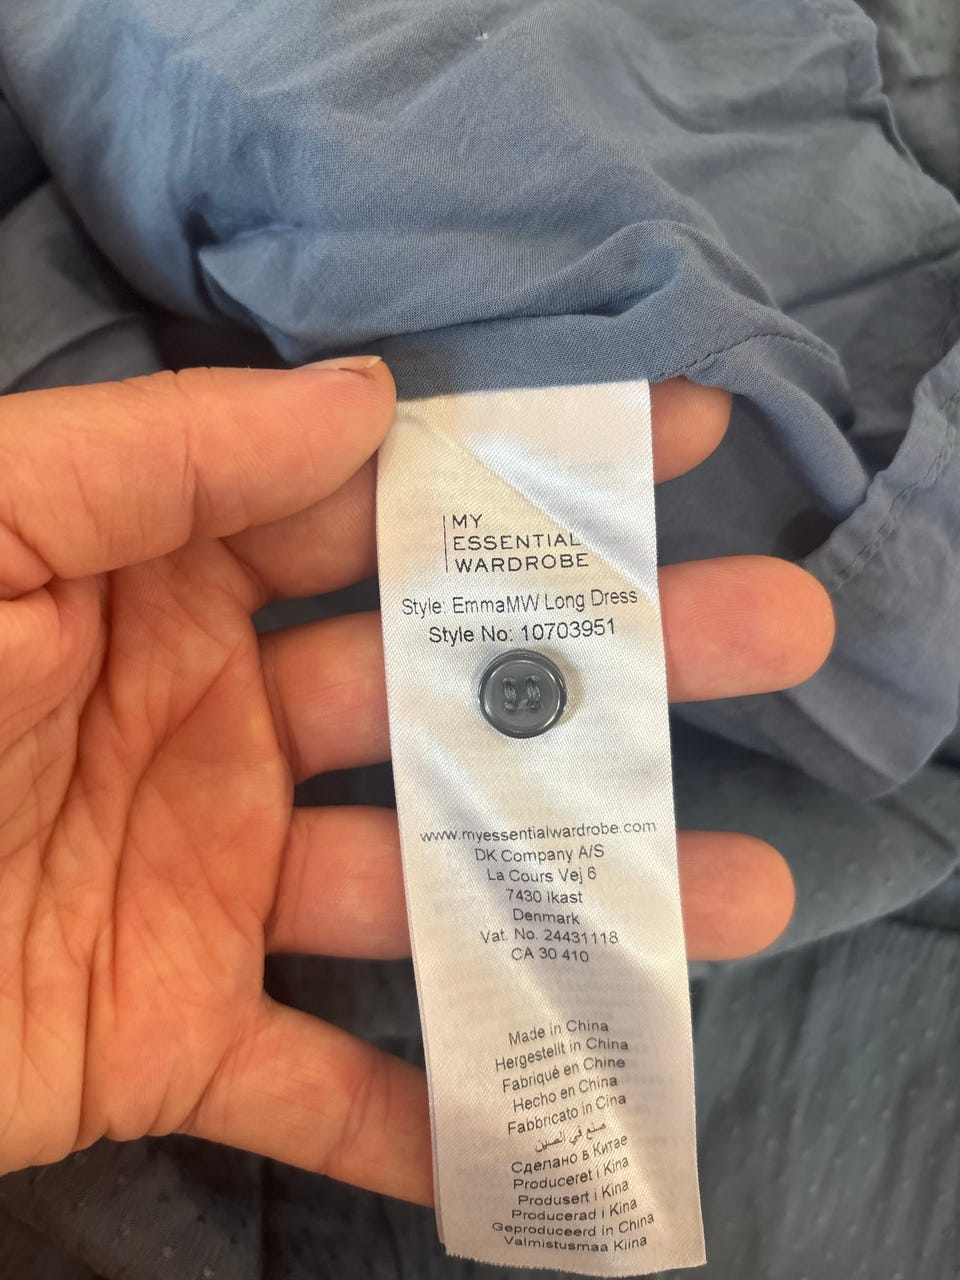 MY
ESSENTIAL
WARDROBE
Style: EmmaMW Long Dress
Style No: 10703951
www.myessentialwardrobe.com
DK Company A/S
La Cours Vej 6
7430 Ikast
Denmark
Vat. No. 24431118
CA 30 410
Made in China
Hergestellt in China
Fabriqué en Chine
Hecho en China
Fabbricato in Cina
صنع في الصين
Сделано в Китае
Produceret i Kina
Produsert i Kina
Producerad i Kina
Geproduceerd in China
Valmistusmaa Kiina